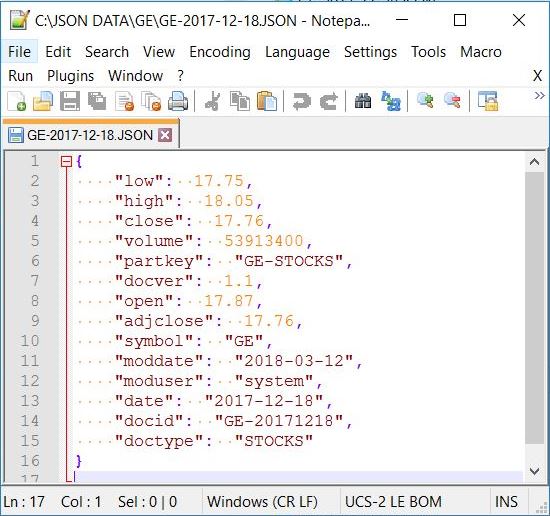 C:\JSON DATA\GE\GE-2017-12-18.JSON - Notepa...
File Edit Search View Encoding Language Settings Tools Macro
Run Plugins Window ? X
GE-2017-12-18.JSON
1 {
2 "low": 17.75,
3 "high": 18.05,
4 "close": 17.76,
5 "volume": 53913400,
6 "partkey": "GE-STOCKS",
7 "docver": 1.1,
8 "open": 17.87,
9 "adjclose": 17.76,
10 "symbol": "GE",
11 "moddate": "2018-03-12",
12 "moduser": "system",
13 "date": "2017-12-18",
14 "docid": "GE-20171218",
15 "doctype": "STOCKS"
16 }
17
Ln : 17 Col : 1 Sel : 0 | 0 Windows (CR LF) UCS-2 LE BOM INS